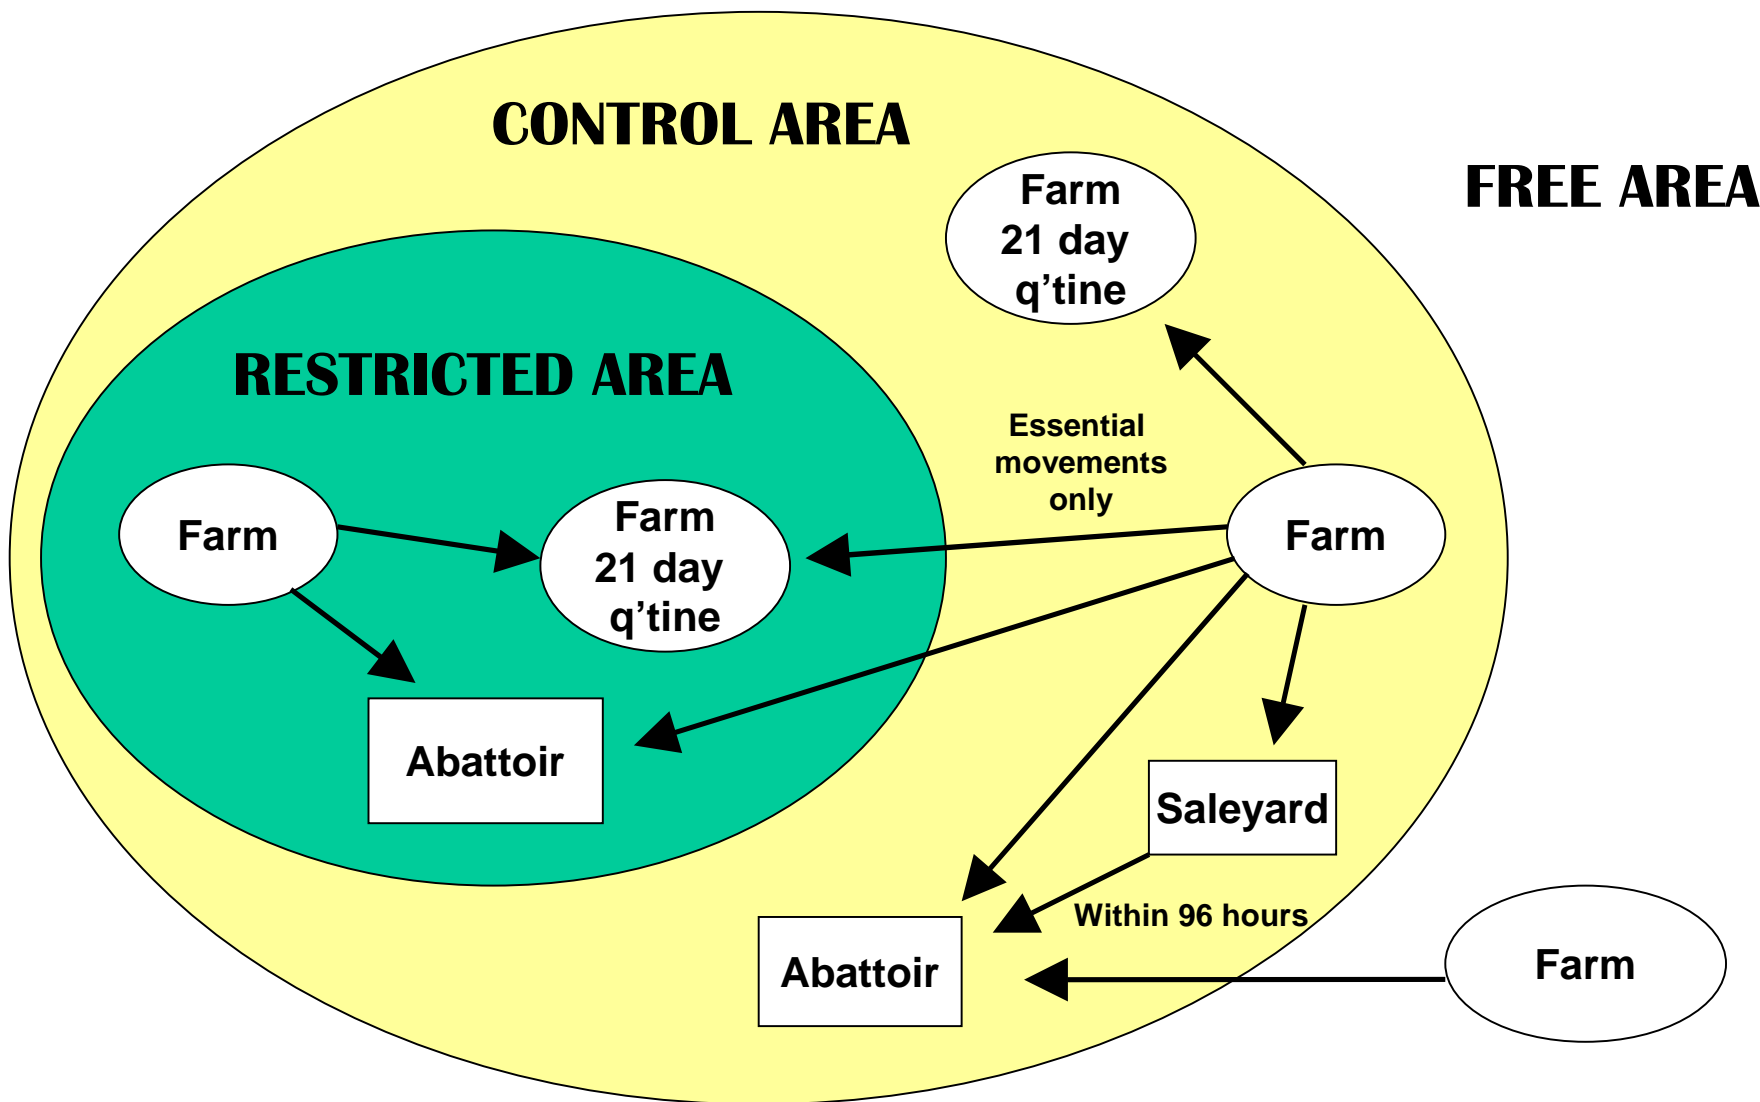 CONTROL AREA
FREE AREA
Farm
21 day
q’tine
RESTRICTED AREA
Essential
movements
only
Farm
Farm
21 day
q’tine
Farm
Abattoir
Saleyard
Within 96 hours
Abattoir
Farm